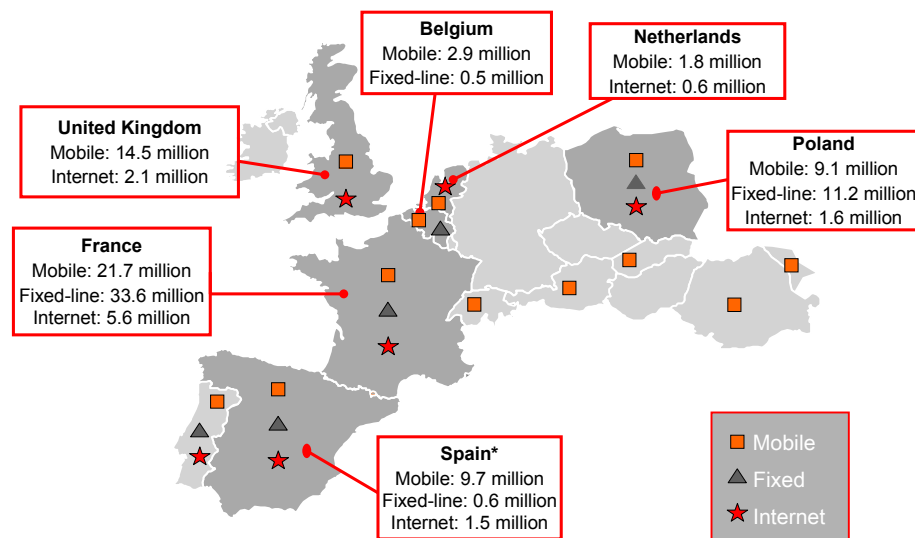 Belgium
Mobile: 2.9 million
Fixed-line: 0.5 million
Netherlands
Mobile: 1.8 million
Internet: 0.6 million
United Kingdom
Mobile: 14.5 million
Internet: 2.1 million
Poland
Mobile: 9.1 million
Fixed-line: 11.2 million
Internet: 1.6 million
France
Mobile: 21.7 million
Fixed-line: 33.6 million
Internet: 5.6 million
Spain*
Mobile: 9.7 million
Fixed-line: 0.6 million
Internet: 1.5 million
Mobile
Fixed
Internet